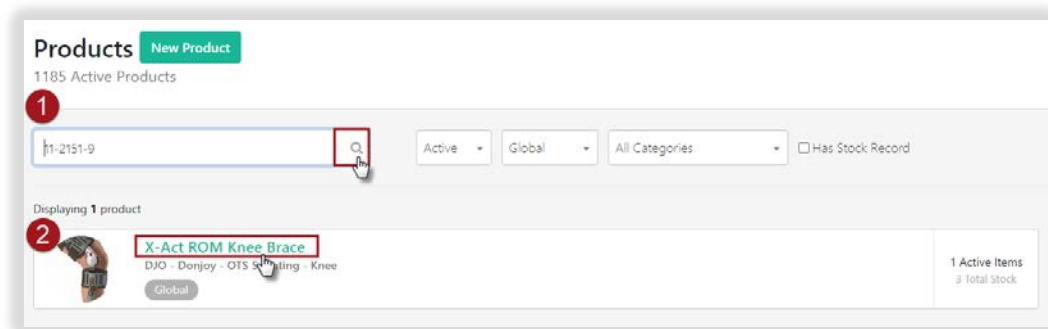 Products New Product
1185 Active Products
1
11-2151-9 Active Global All Categories Has Stock Record
Displaying 1 product
2
X-Act ROM Knee Brace
DJO - Donjoy - OTS - Knee
Global
1 Active Items
3 Total Stock